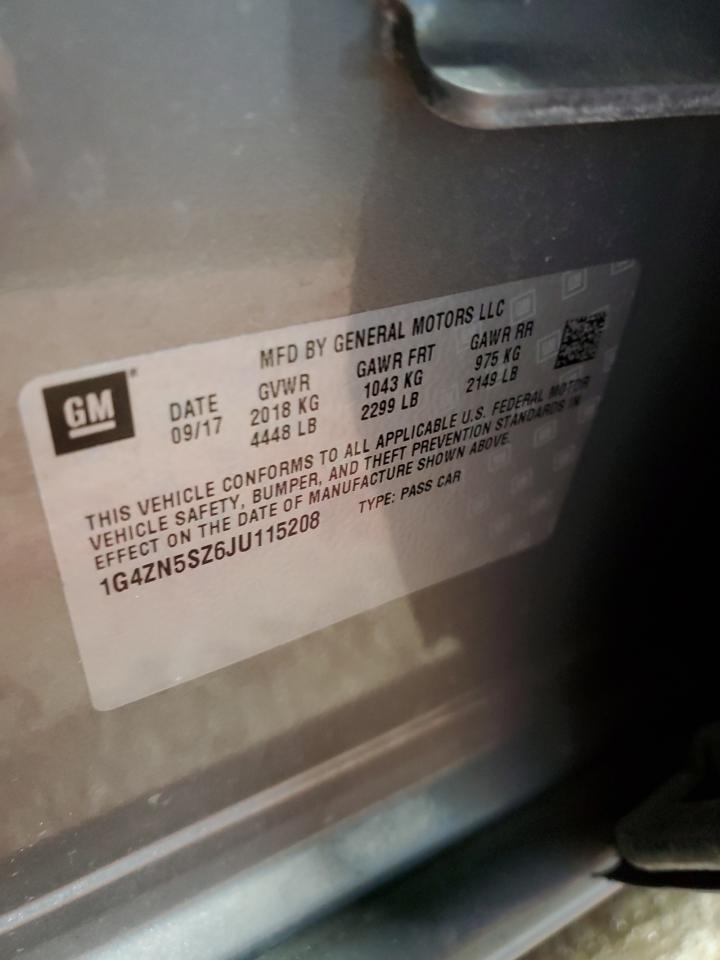 MFD BY GENERAL MOTORS LLC
GM
DATE GVWR GAWR FRT GAWR RR
09/17 2018 KG 1043 KG 975 KG
4448 LB 2299 LB 2149 LB
THIS VEHICLE CONFORMS TO ALL APPLICABLE U.S. FEDERAL MOTOR
VEHICLE SAFETY, BUMPER, AND THEFT PREVENTION STANDARDS IN
EFFECT ON THE DATE OF MANUFACTURE SHOWN ABOVE.
1G4ZN5SZ6JU115208 TYPE: PASS CAR